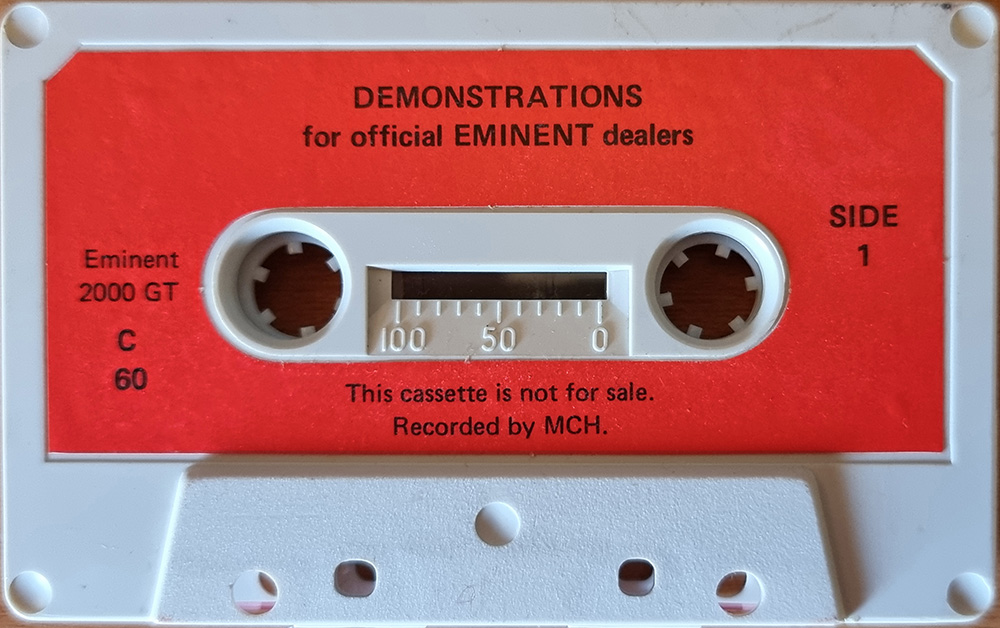 DEMONSTRATIONS
for official EMINENT dealers
SIDE
1
Eminent
2000 GT
C
60
100 50 0
This cassette is not for sale.
Recorded by MCH.